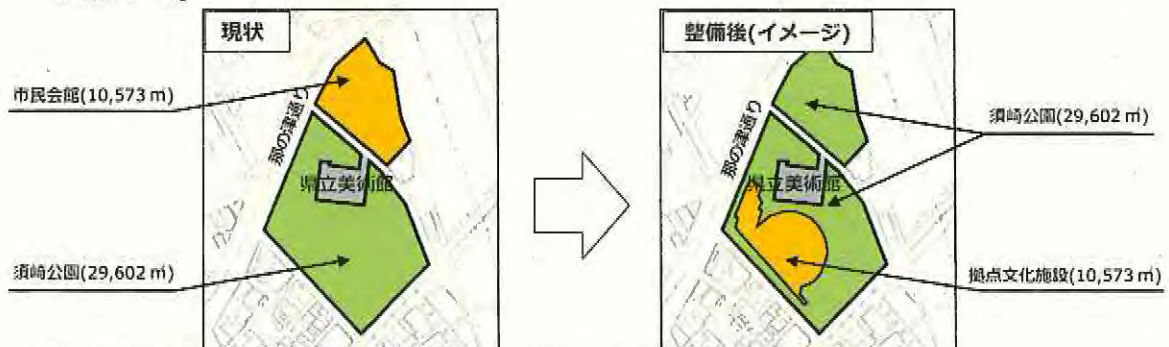 現状
市民会館(10,573㎡)
那の津通り
県立美術館
須崎公園(29,602㎡)
整備後(イメージ)
須崎公園(29,602㎡)
那の津通り
県立美術館
拠点文化施設(10,573㎡)